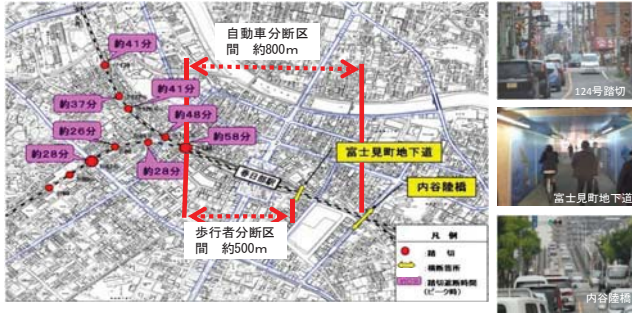 自動車分断区
間　約800m
約41分
約37分
約41分
約48分
約26分
約58分
約28分
約28分
富士見町地下道
内谷陸橋
春日部駅
歩行者分断区
間　約500m
凡　例
踏　切
横断箇所
踏切遮断時間
(ピーク時)
124号踏切
富士見町地下道
内谷陸橋